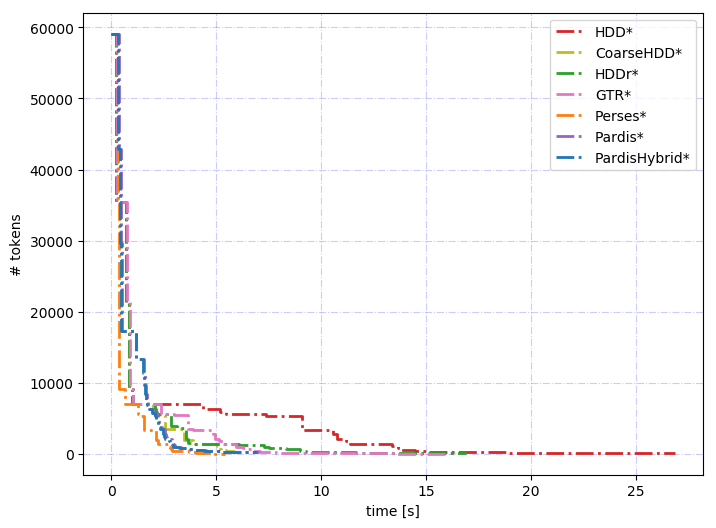 60000
50000
40000
30000
20000
10000
0
# tokens
HDD*
CoarseHDD*
HDDr*
GTR*
Perses*
Pardis*
PardisHybrid*
0 5 10 15 20 25
time [s]